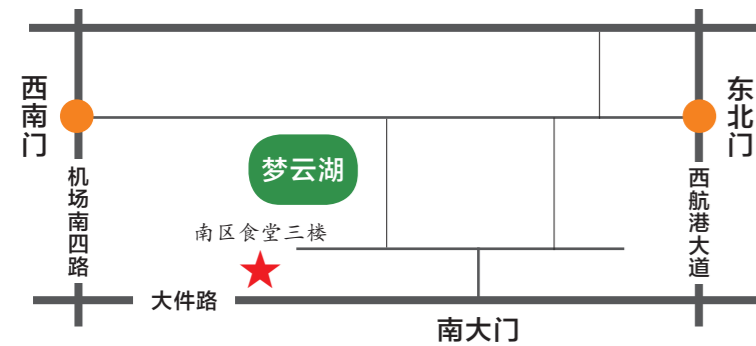 西南门
东北门
梦云湖
机场南四路
西航港大道
南区食堂三楼
大件路
南大门